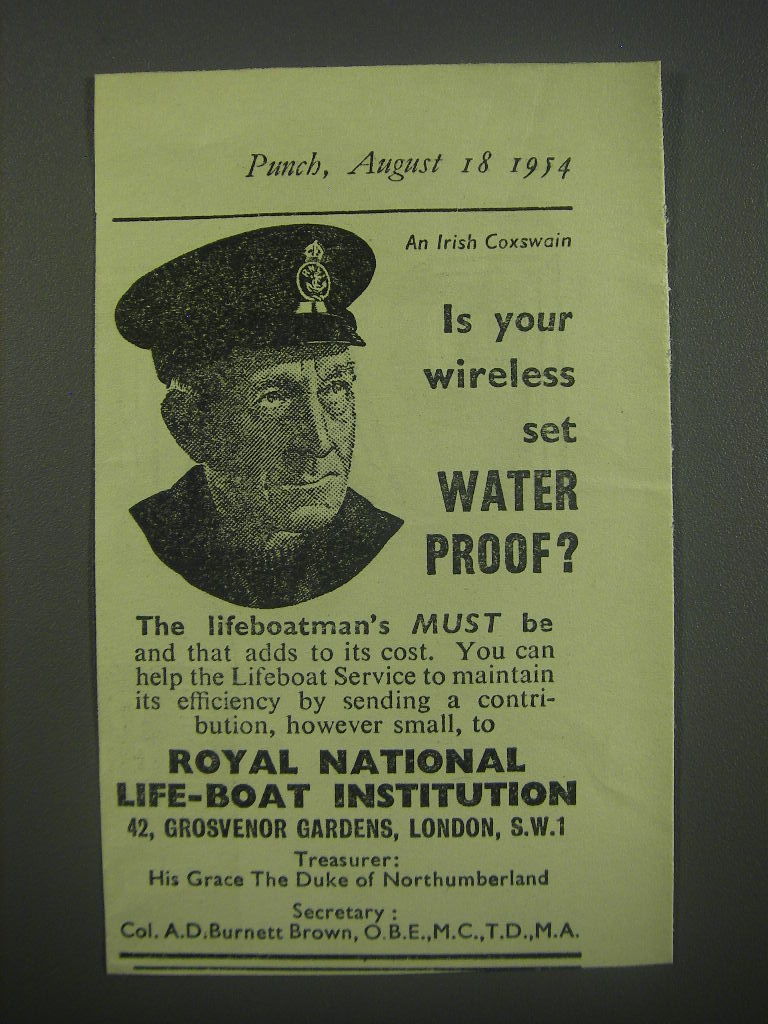 Punch, August 18 1954
An Irish Coxswain
Is your
wireless
set
WATER
PROOF?
The lifeboatman's MUST be
and that adds to its cost. You can
help the Lifeboat Service to maintain
its efficiency by sending a contri-
bution, however small, to
ROYAL NATIONAL
LIFE-BOAT INSTITUTION
42, GROSVENOR GARDENS, LONDON, S.W.1
Treasurer:
His Grace The Duke of Northumberland
Secretary :
Col. A.D.Burnett Brown, O.B.E.,M.C.,T.D.,M.A.